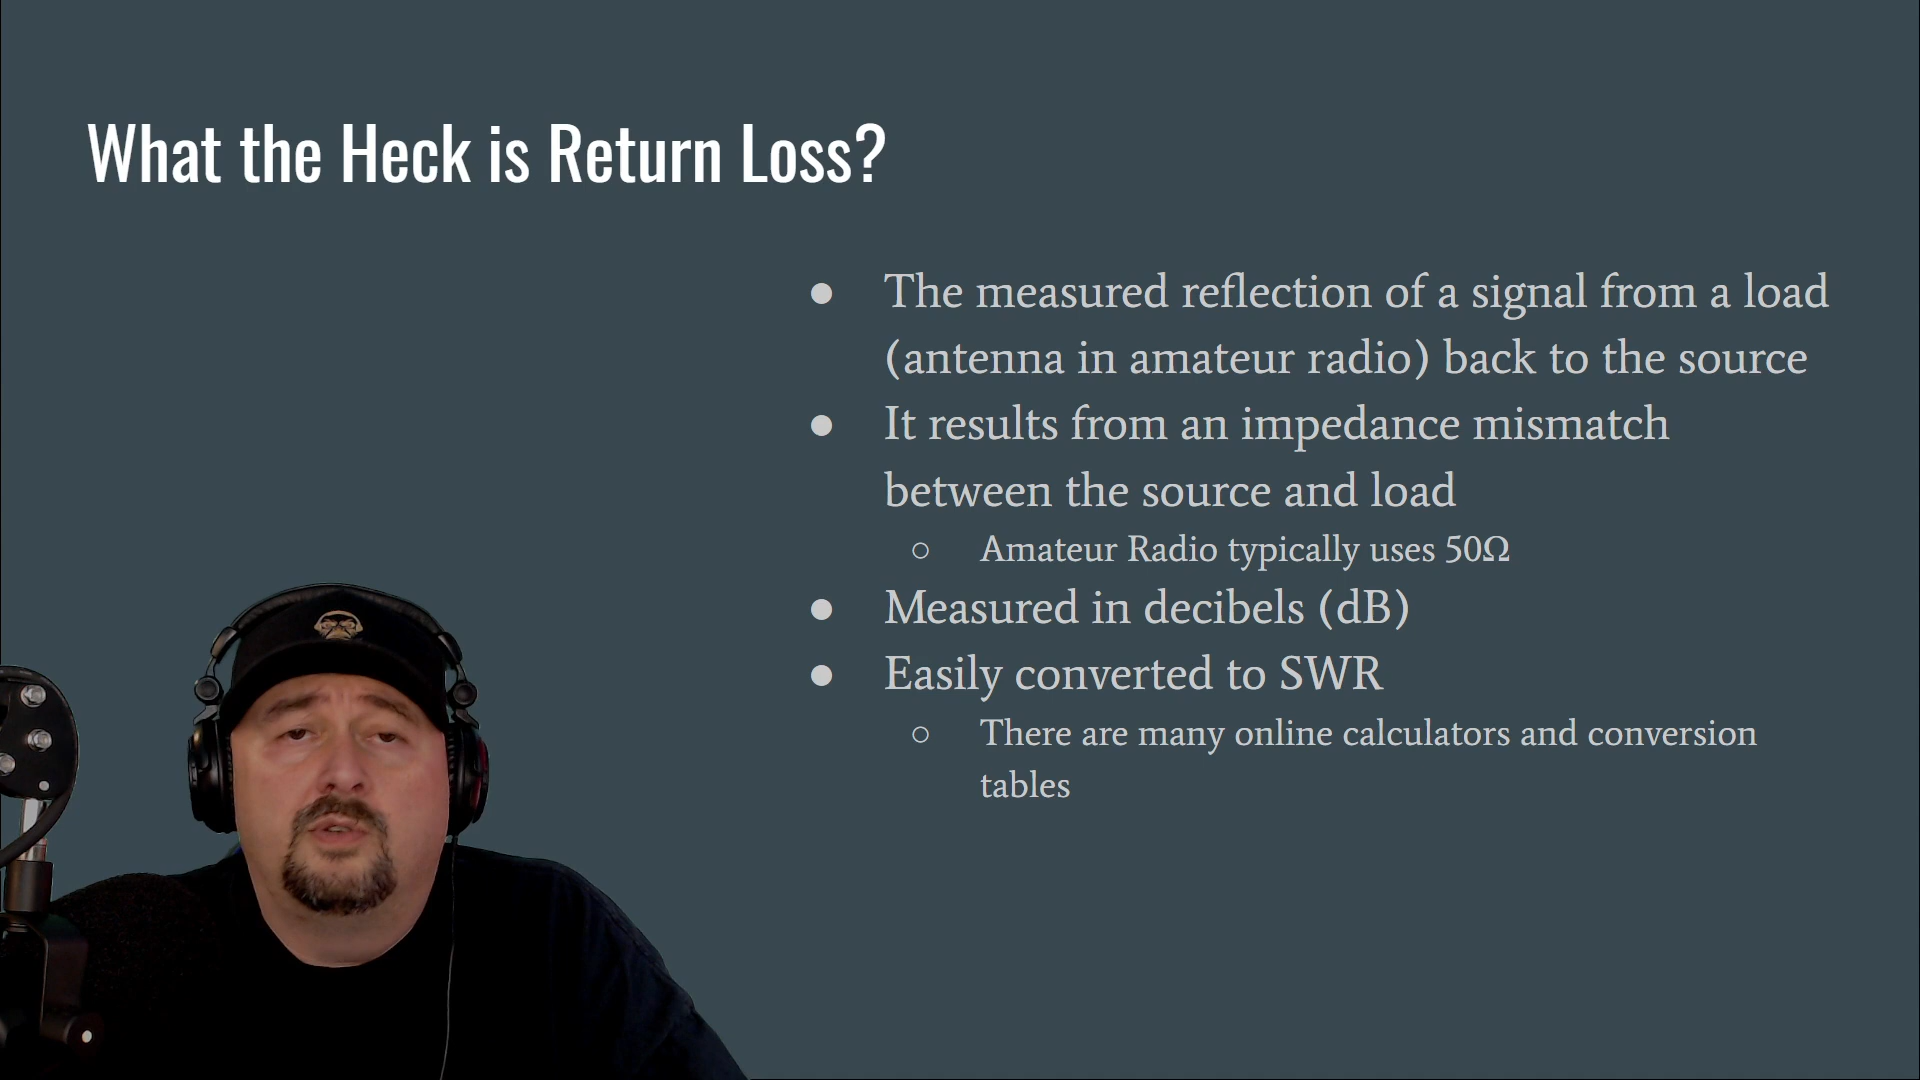 What the Heck is Return Loss?
● The measured reflection of a signal from a load
(antenna in amateur radio) back to the source
● It results from an impedance mismatch
between the source and load
○ Amateur Radio typically uses 50Ω
● Measured in decibels (dB)
● Easily converted to SWR
○ There are many online calculators and conversion
tables